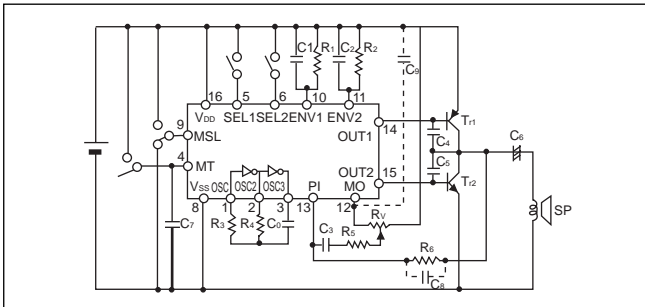 C1 R1 C2 R2
C9
16 5 6 10 11
VDD SEL1 SEL2 ENV1 ENV2
9 MSL OUT1 14 Tr1
C4 C6
4 MT C5
OUT2 15 Tr2
VSS OSC OSC2 OSC3 PI MO
8 1 2 3 13 12 RV SP
C7 R3 R4 C0 C3 R5
R6
C8